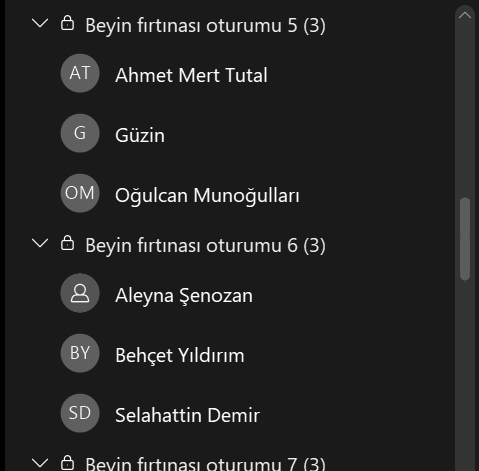 Beyin fırtınası oturumu 5 (3)
AT Ahmet Mert Tutal
G Güzin
OM Oğulcan Munoğulları
Beyin fırtınası oturumu 6 (3)
Aleyna Şenozan
BY Behçet Yıldırım
SD Selahattin Demir
Beyin fırtınası oturumu 7 (3)